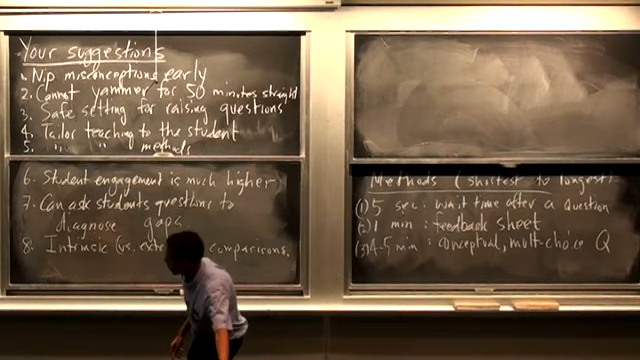 Your suggestions
1. Nip misconceptions early
2. Cannot yammer for 50 minutes straight
3. Safe setting for raising questions
4. Tailor teaching to the student
5. " " " methods
6. Student engagement is much higher
7. Can ask students questions to
diagnose gaps
8. Intrinsic (vs. extr comparisons.
Methods (shortest to longest)
(1) 5 sec: wait time after a question
(2) 1 min: feedback sheet
(3) 4-5 min: conceptual, mult-choice Q